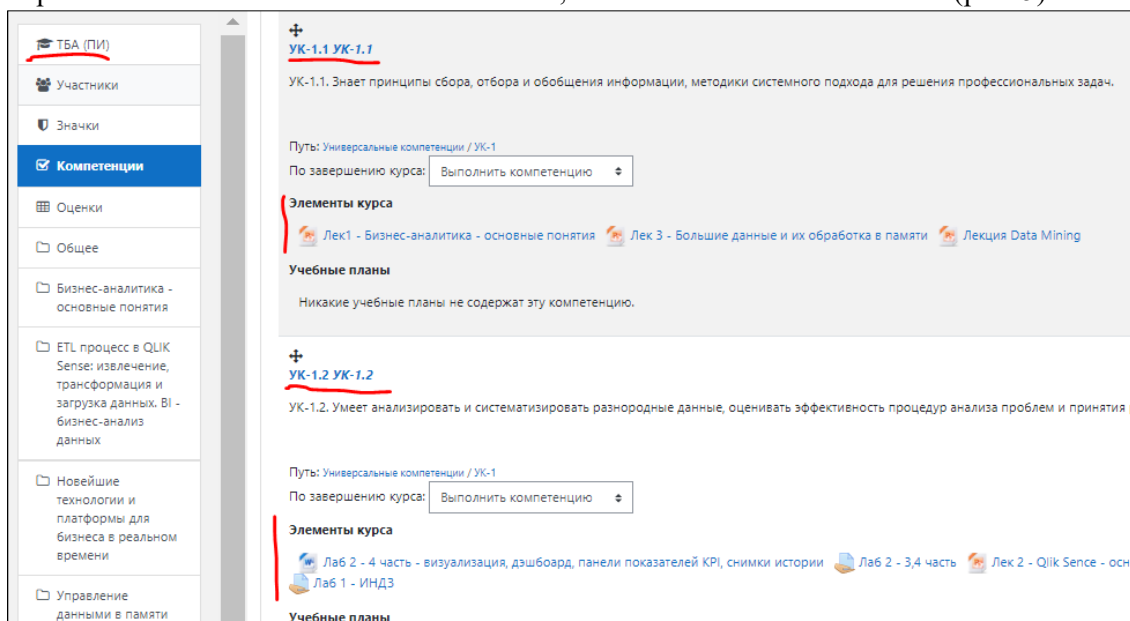 ТБА (ПИ)
Участники
Значки
Компетенции
Оценки
Общее
Бизнес-аналитика -
основные понятия
ETL процесс в QLIK
Sense: извлечение,
трансформация и
загрузка данных. BI -
бизнес-анализ
данных
Новейшие
технологии и
платформы для
бизнеса в реальном
времени
Управление
данными в памяти
УК-1.1 УК-1.1
УК-1.1. Знает принципы сбора, отбора и обобщения информации, методики системного подхода для решения профессиональных задач.
Путь: Универсальные компетенции / УК-1
По завершению курса: Выполнить компетенцию
Элементы курса
Лек1 - Бизнес-аналитика - основные понятия Лек 3 - Большие данные и их обработка в памяти Лекция Data Mining
Учебные планы
Никакие учебные планы не содержат эту компетенцию.
УК-1.2 УК-1.2
УК-1.2. Умеет анализировать и систематизировать разнородные данные, оценивать эффективность процедур анализа проблем и принятия
Путь: Универсальные компетенции / УК-1
По завершению курса: Выполнить компетенцию
Элементы курса
Лаб 2 - 4 часть - визуализация, дэшбоард, панели показателей KPI, снимки истории Лаб 2 - 3,4 часть Лек 2 - Qlik Sence - осн
Лаб 1 - ИНДЗ
Учебные планы